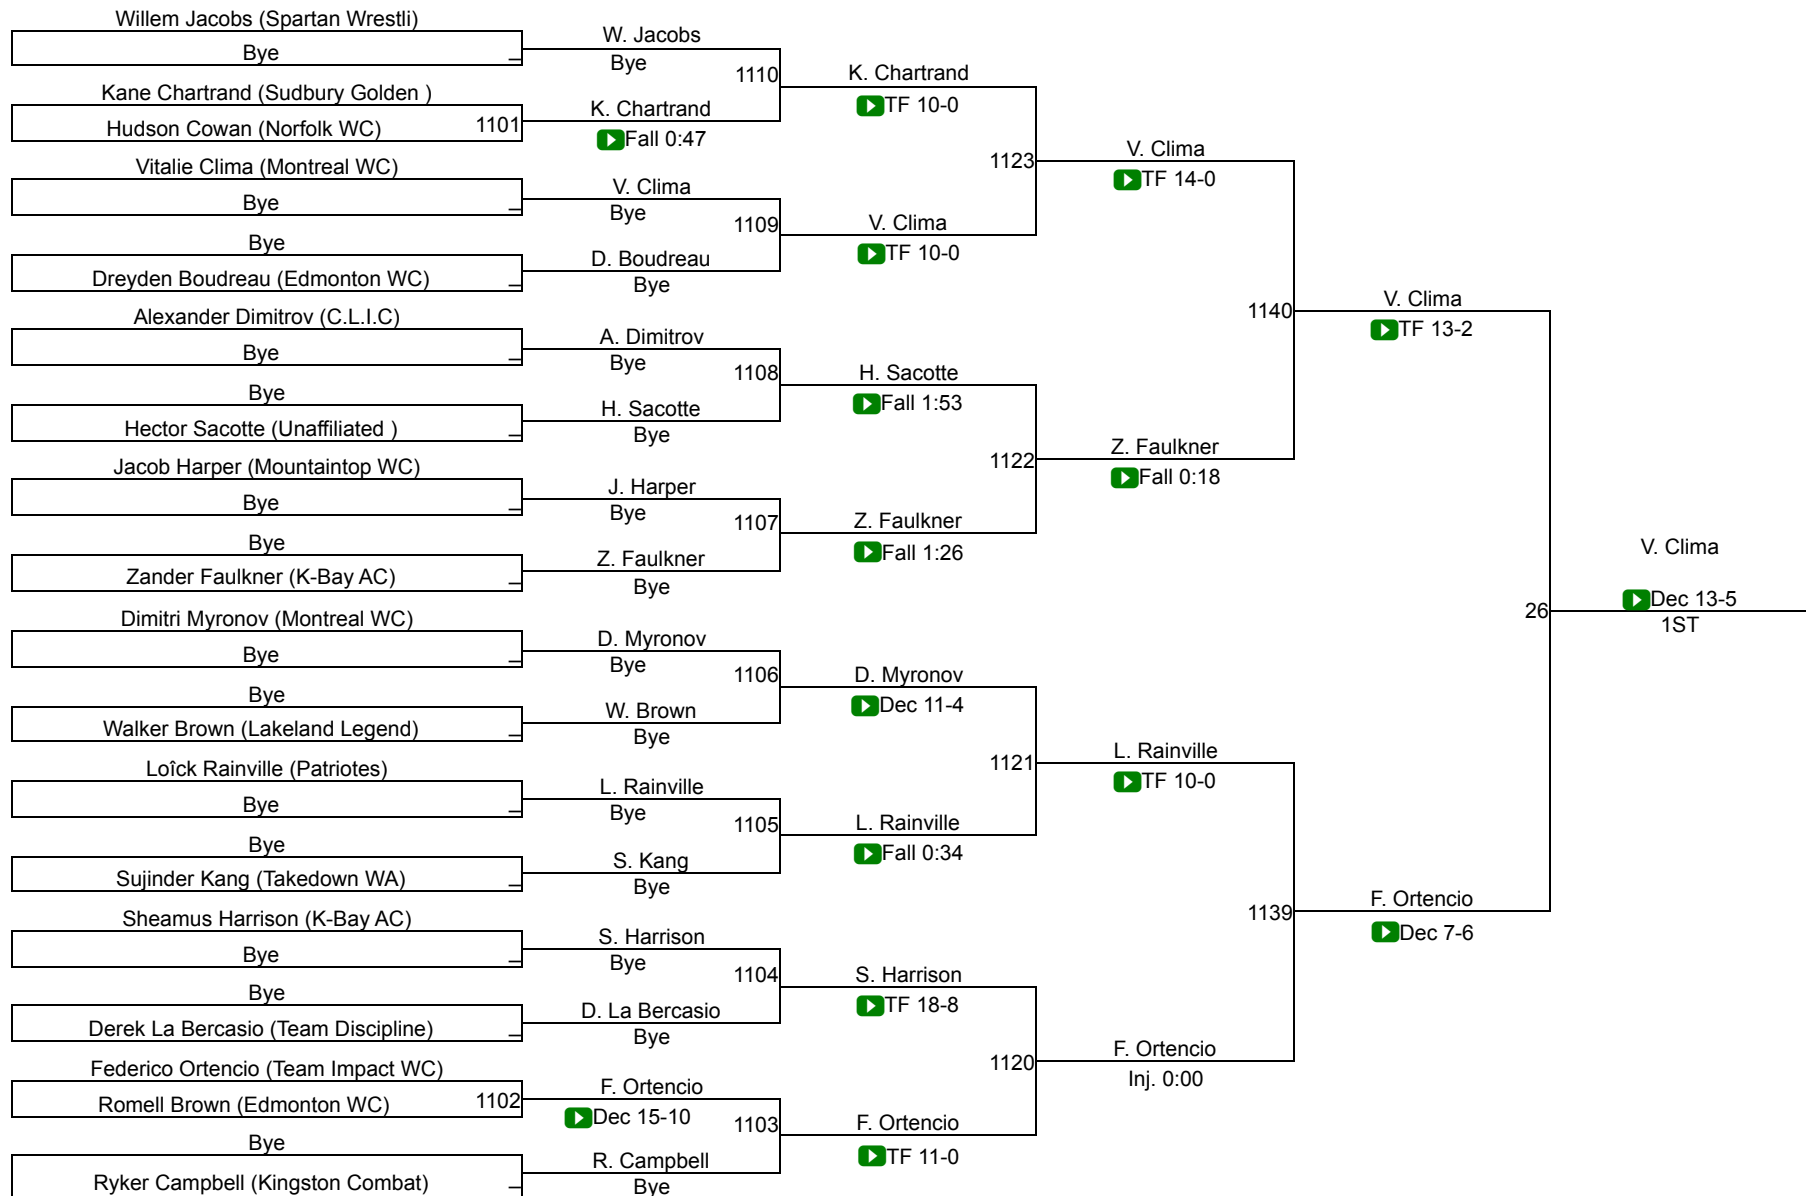 Willem Jacobs (Spartan Wrestli)
Bye
Kane Chartrand (Sudbury Golden )
Hudson Cowan (Norfolk WC) 1101
Vitalie Clima (Montreal WC)
Bye
Bye
Dreyden Boudreau (Edmonton WC)
Alexander Dimitrov (C.L.I.C)
Bye
Bye
Hector Sacotte (Unaffiliated )
Jacob Harper (Mountaintop WC)
Bye
Bye
Zander Faulkner (K-Bay AC)
Dimitri Myronov (Montreal WC)
Bye
Bye
Walker Brown (Lakeland Legend)
Loîck Rainville (Patriotes)
Bye
Bye
Sujinder Kang (Takedown WA)
Sheamus Harrison (K-Bay AC)
Bye
Bye
Derek La Bercasio (Team Discipline)
Federico Ortencio (Team Impact WC)
Romell Brown (Edmonton WC) 1102
Bye
Ryker Campbell (Kingston Combat)
W. Jacobs
Bye
1110
K. Chartrand
Fall 0:47
V. Clima
Bye
1109
D. Boudreau
Bye
A. Dimitrov
Bye
1108
H. Sacotte
Bye
J. Harper
Bye
1107
Z. Faulkner
Bye
D. Myronov
Bye
1106
W. Brown
Bye
L. Rainville
Bye
1105
S. Kang
Bye
S. Harrison
Bye
1104
D. La Bercasio
Bye
F. Ortencio
Dec 15-10
1103
R. Campbell
Bye
K. Chartrand
TF 10-0
1123
V. Clima
TF 10-0
H. Sacotte
Fall 1:53
1122
Z. Faulkner
Fall 1:26
D. Myronov
Dec 11-4
1121
L. Rainville
Fall 0:34
S. Harrison
TF 18-8
1120
F. Ortencio
TF 11-0
V. Clima
TF 14-0
1140
Z. Faulkner
Fall 0:18
L. Rainville
TF 10-0
1139
F. Ortencio
Inj. 0:00
V. Clima
TF 13-2
26
F. Ortencio
Dec 7-6
V. Clima
Dec 13-5
1ST